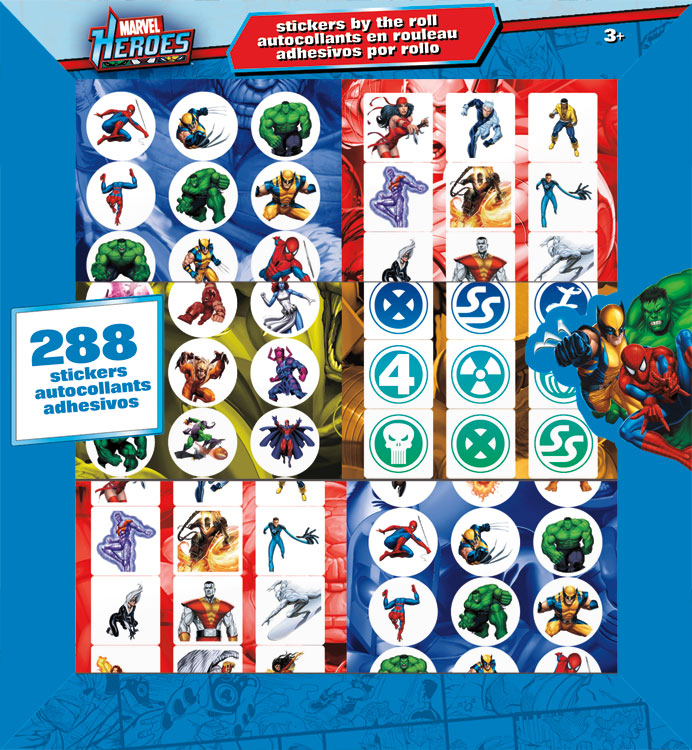 MARVEL
HEROES
stickers by the roll
autocollants en rouleau
adhesivos por rollo
3+
288
stickers
autocollants
adhesivos
4